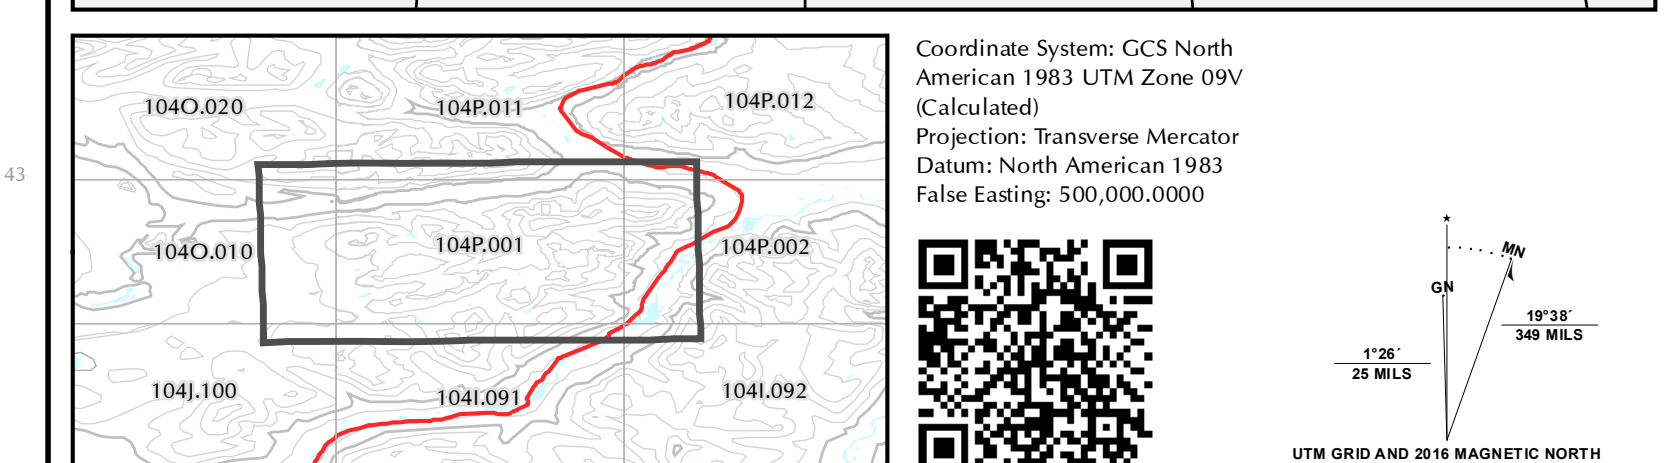 104O.020
104P.011
104P.012
43
104O.010
104P.001
104P.002
104J.100
104I.091
104I.092
Coordinate System: GCS North
American 1983 UTM Zone 09V
(Calculated)
Projection: Transverse Mercator
Datum: North American 1983
False Easting: 500,000.0000
MN
GN
19°38´
349 MILS
1°26´
25 MILS
UTM GRID AND 2016 MAGNETIC NORTH